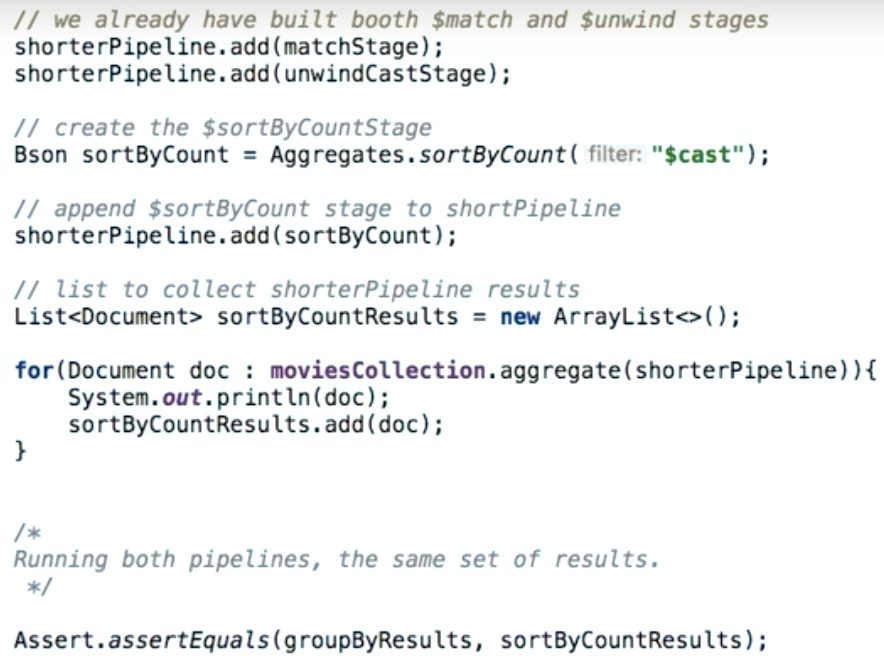 // we already have built booth $match and $unwind stages
shorterPipeline.add(matchStage);
shorterPipeline.add(unwindCastStage);
// create the $sortByCountStage
Bson sortByCount = Aggregates.sortByCount( filter: "$cast");
// append $sortByCount stage to shortPipeline
shorterPipeline.add(sortByCount);
// list to collect shorterPipeline results
List<Document> sortByCountResults = new ArrayList<>();
for(Document doc : moviesCollection.aggregate(shorterPipeline)){
    System.out.println(doc);
    sortByCountResults.add(doc);
}
/*
Running both pipelines, the same set of results.
 */
Assert.assertEquals(groupByResults, sortByCountResults);